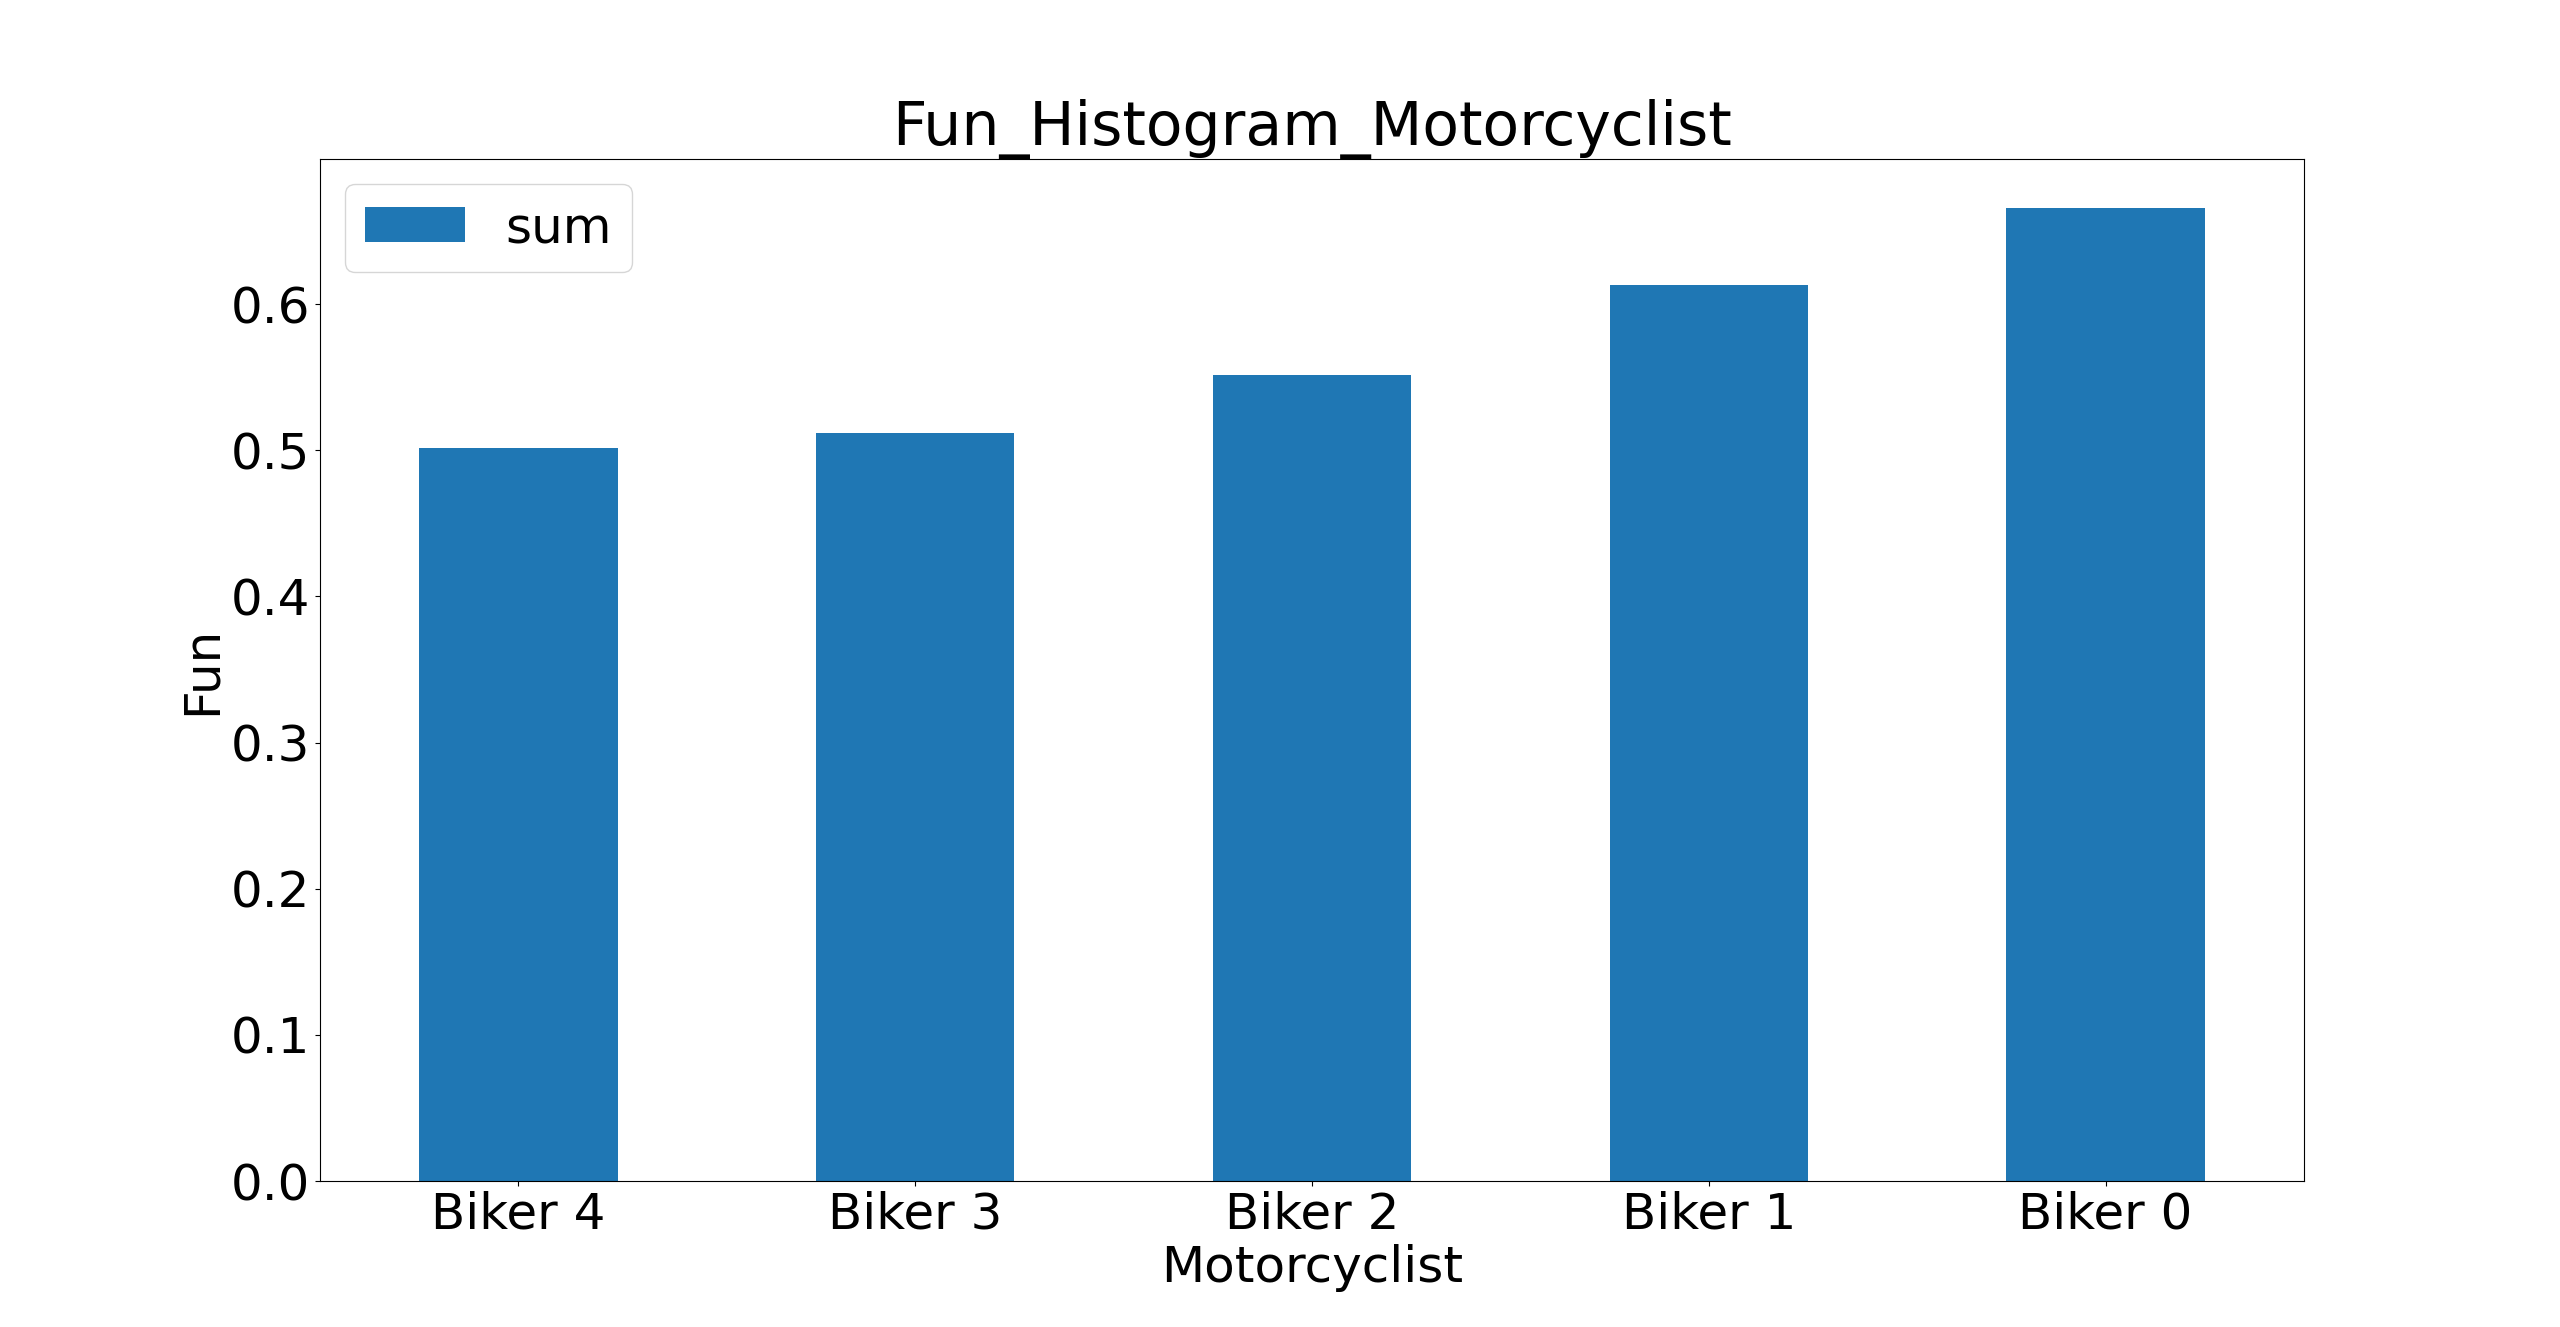 Fun_Histogram_Motorcyclist
sum
0.6
0.5
0.4
0.3
0.2
0.1
0.0
Fun
Biker 4 Biker 3 Biker 2 Biker 1 Biker 0
Motorcyclist